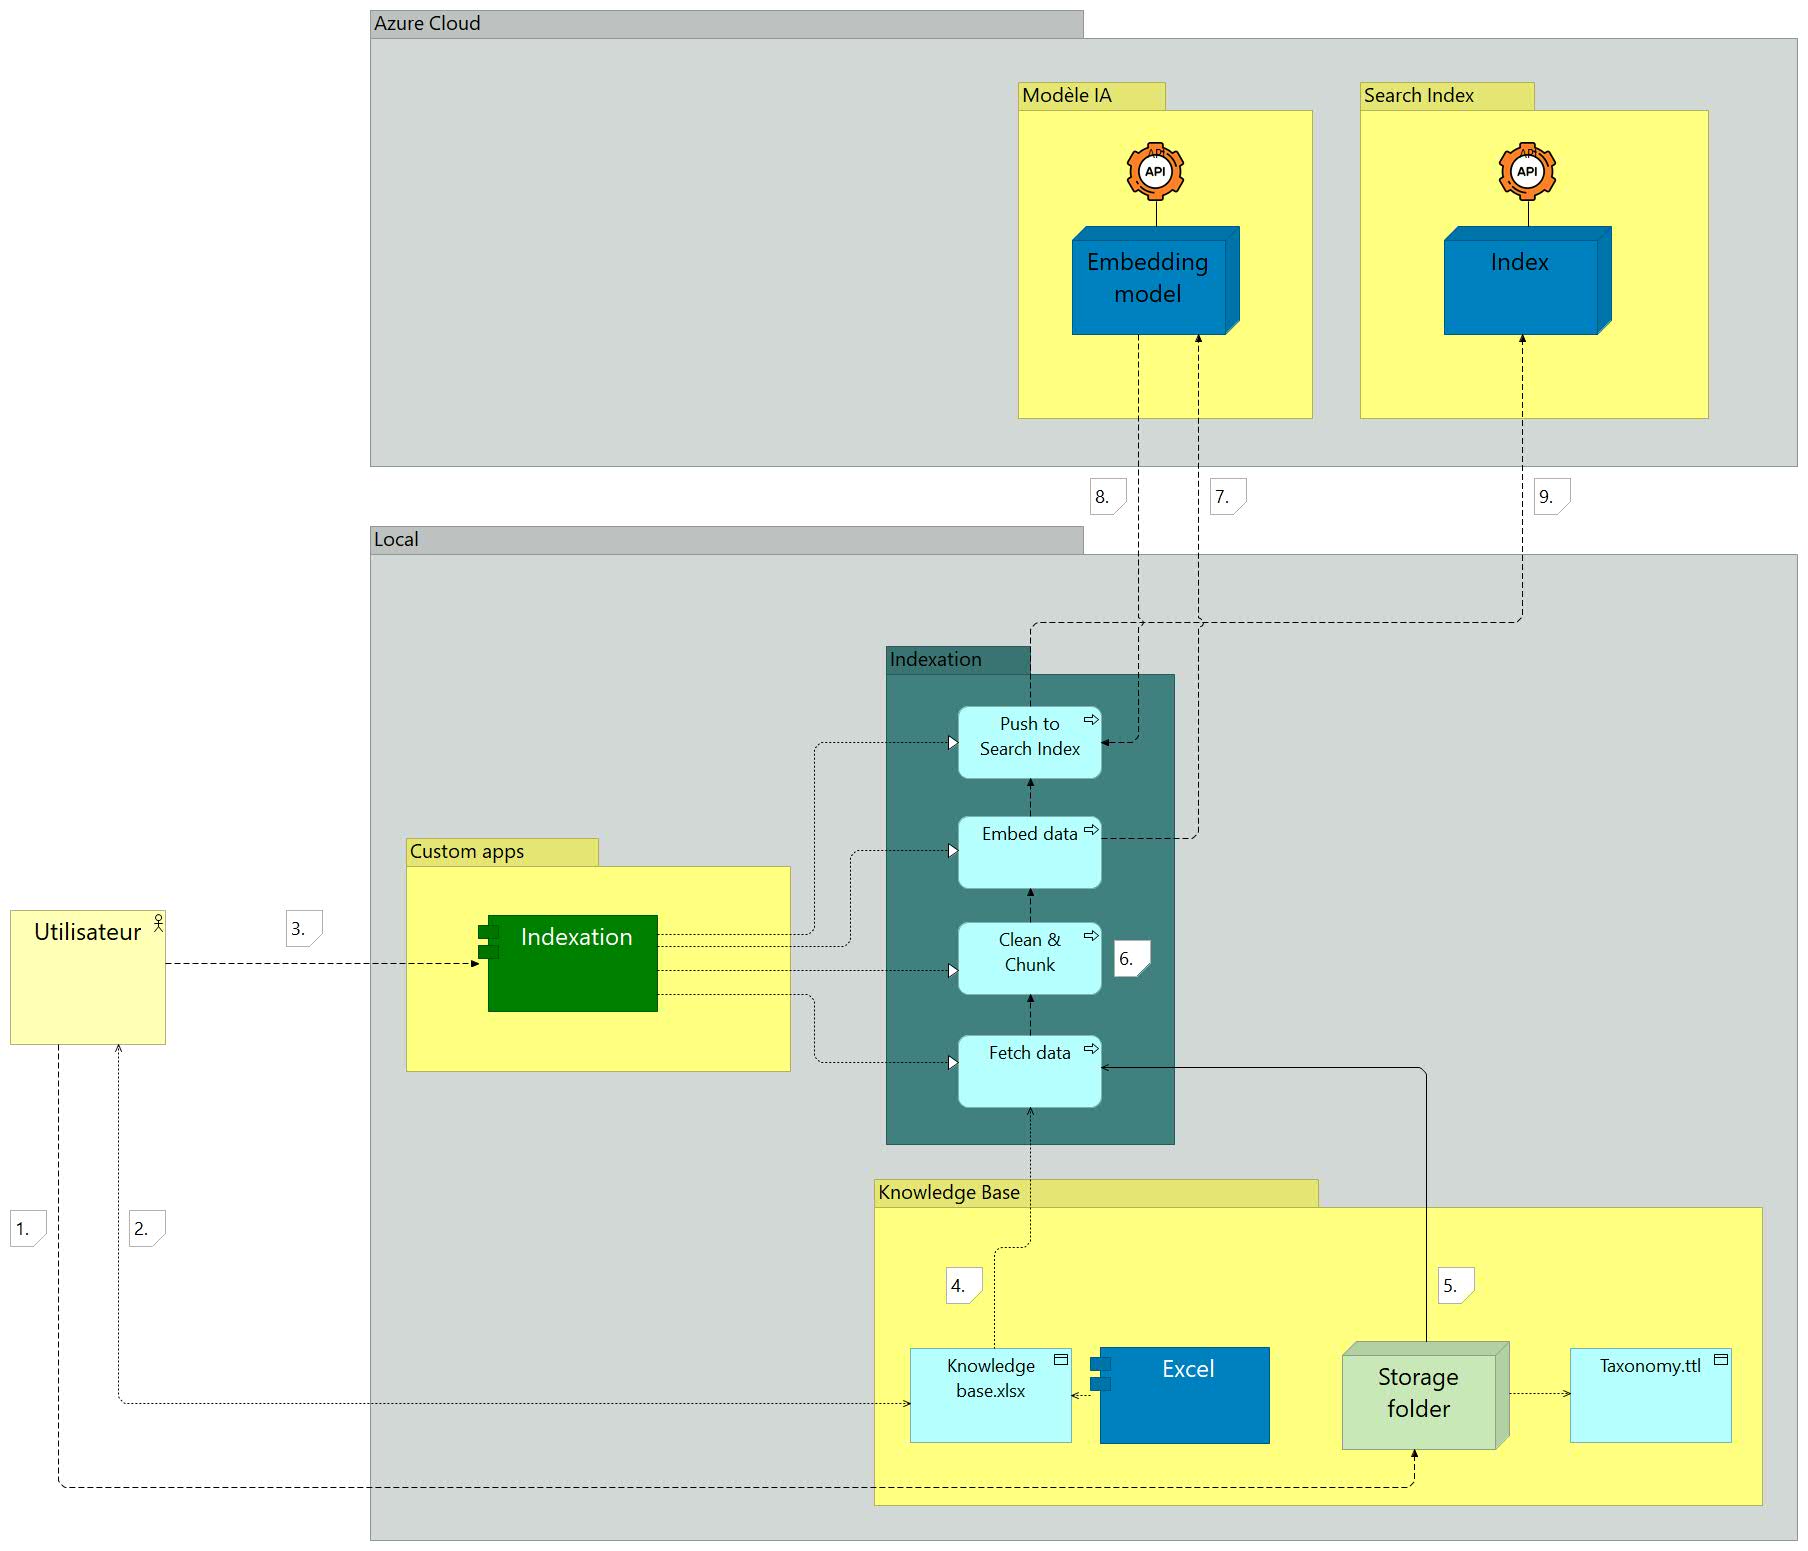 Azure Cloud
Modèle IA
Search Index
API
API
API
API
Embedding
model
Index
8.
7.
9.
Local
Indexation
Push to
Search Index
Embed data
Custom apps
Utilisateur
3.
Indexation
Clean &
Chunk
6.
Fetch data
Knowledge Base
1.
2.
4.
5.
Knowledge
base.xlsx
Excel
Storage
folder
Taxonomy.ttl